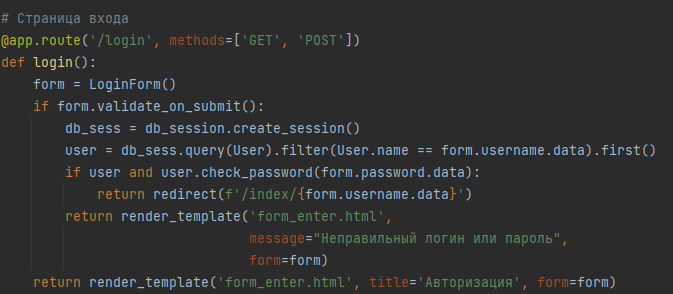 # Страница входа
@app.route('/login', methods=['GET', 'POST'])
def login():
    form = LoginForm()
    if form.validate_on_submit():
        db_sess = db_session.create_session()
        user = db_sess.query(User).filter(User.name == form.username.data).first()
        if user and user.check_password(form.password.data):
            return redirect(f'/index/{form.username.data}')
        return render_template('form_enter.html',
                               message="Неправильный логин или пароль",
                               form=form)
    return render_template('form_enter.html', title='Авторизация', form=form)